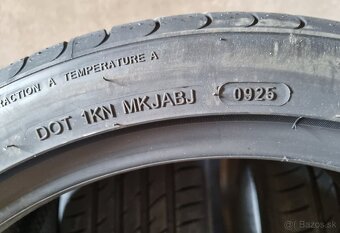 RACTION A TEMPERATURE A
DOT 1KN MKJABJ 0925
Bazos.sk